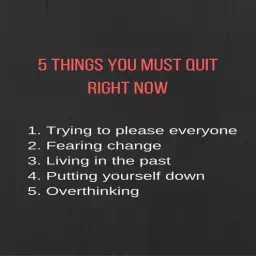 5 THINGS YOU MUST QUIT
RIGHT NOW
1. Trying to please everyone
2. Fearing change
3. Living in the past
4. Putting yourself down
5. Overthinking